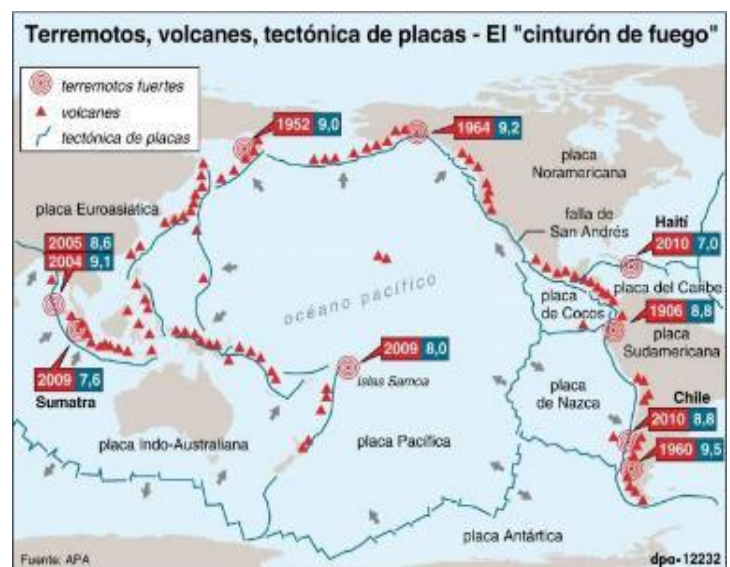 Terremotos, volcanes, tectónica de placas - El "cinturón de fuego"
terremotos fuertes
volcanes
tectónica de placas
1952 9,0
1964 9,2
placa
Noramericana
placa Euroasiática
falla de
San Andrés
Haití
2010 7,0
2005 8,6
2004 9,1
placa del Caribe
océano pacífico
placa
de Cocos
1906 8,8
placa
Sudamericana
2009 8,0
Islas Samoa
2009 7,6
Sumatra
placa
de Nazca
Chile
2010 8,8
1960 9,5
placa Indo-Australiana
placa Pacífica
placa Antártica
Fuente: APA
dpa-12232